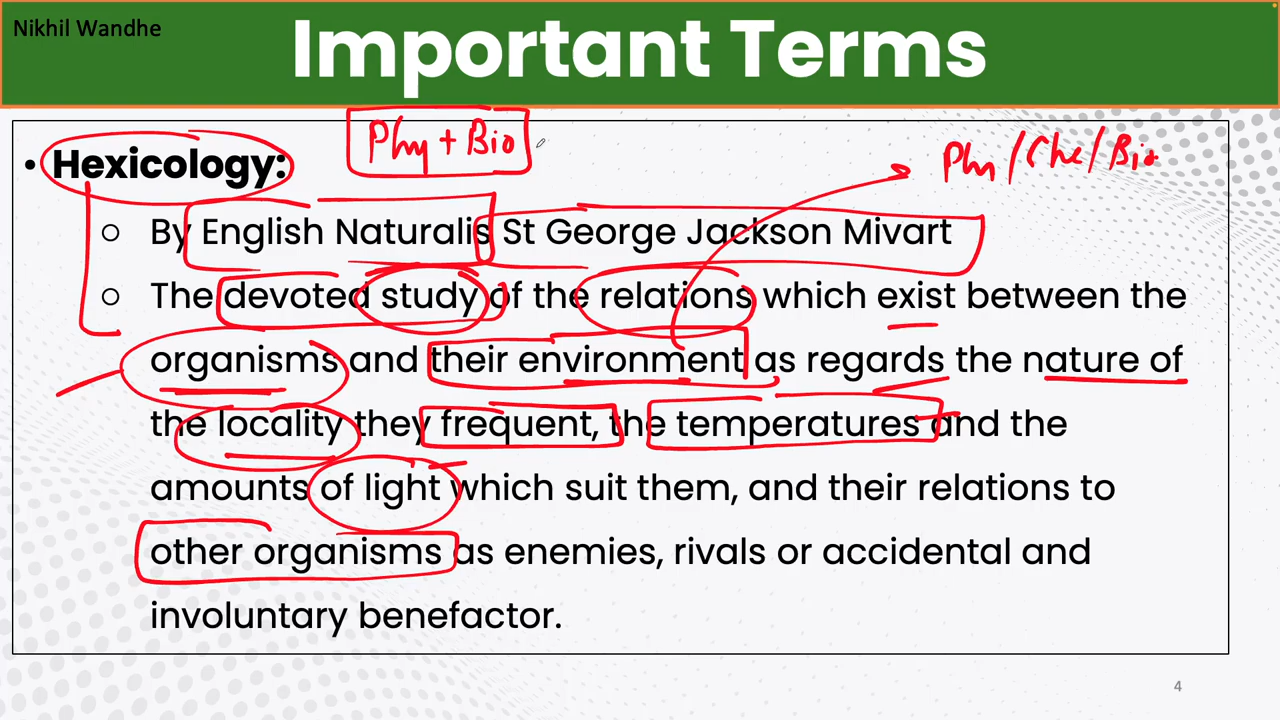 Nikhil Wandhe
Important Terms
Phy + Bio
Phy / Che / Bio
• Hexicology:
○ By English Naturalis St George Jackson Mivart
○ The devoted study of the relations which exist between the
organisms and their environment as regards the nature of
the locality they frequent, the temperatures and the
amounts of light which suit them, and their relations to
other organisms as enemies, rivals or accidental and
involuntary benefactor.
4